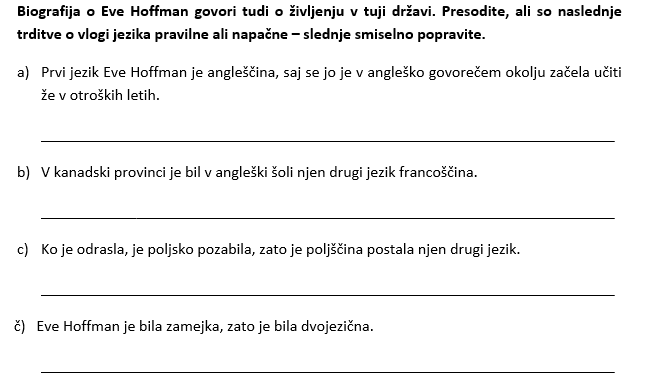 Biografija o Eve Hoffman govori tudi o življenju v tuji državi. Presodite, ali so naslednje
trditve o vlogi jezika pravilne ali napačne – slednje smiselno popravite.
a) Prvi jezik Eve Hoffman je angleščina, saj se jo je v angleško govorečem okolju začela učiti
že v otroških letih.
b) V kanadski provinci je bil v angleški šoli njen drugi jezik francoščina.
c) Ko je odrasla, je poljsko pozabila, zato je poljščina postala njen drugi jezik.
č) Eve Hoffman je bila zamejka, zato je bila dvojezična.